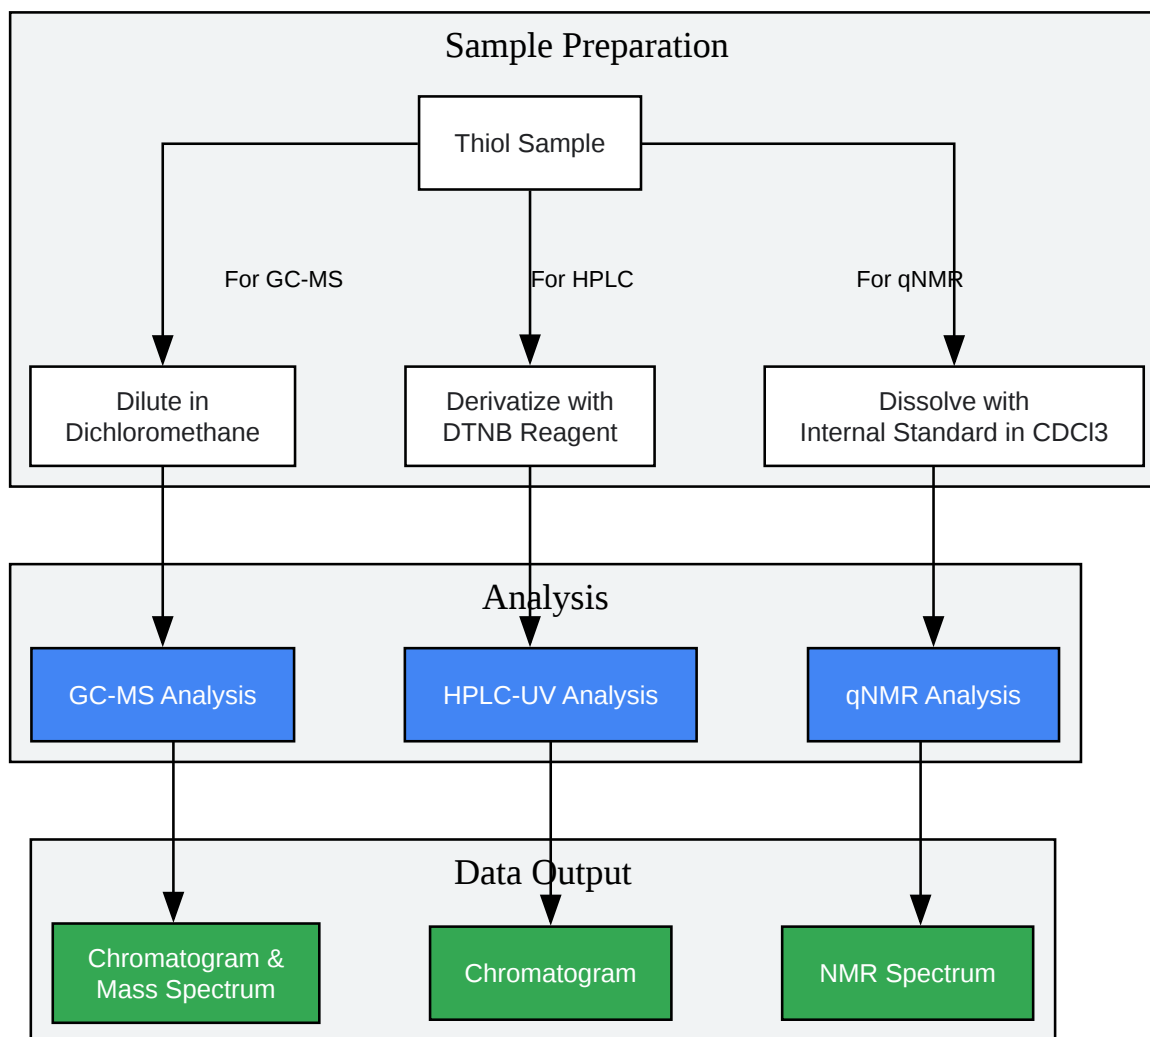 Sample Preparation
Thiol Sample
For GC-MS
For HPLC
For qNMR
Dilute in
Dichloromethane
Derivatize with
DTNB Reagent
Dissolve with
Internal Standard in CDCl3
Analysis
GC-MS Analysis
HPLC-UV Analysis
qNMR Analysis
Data Output
Chromatogram &
Mass Spectrum
Chromatogram
NMR Spectrum